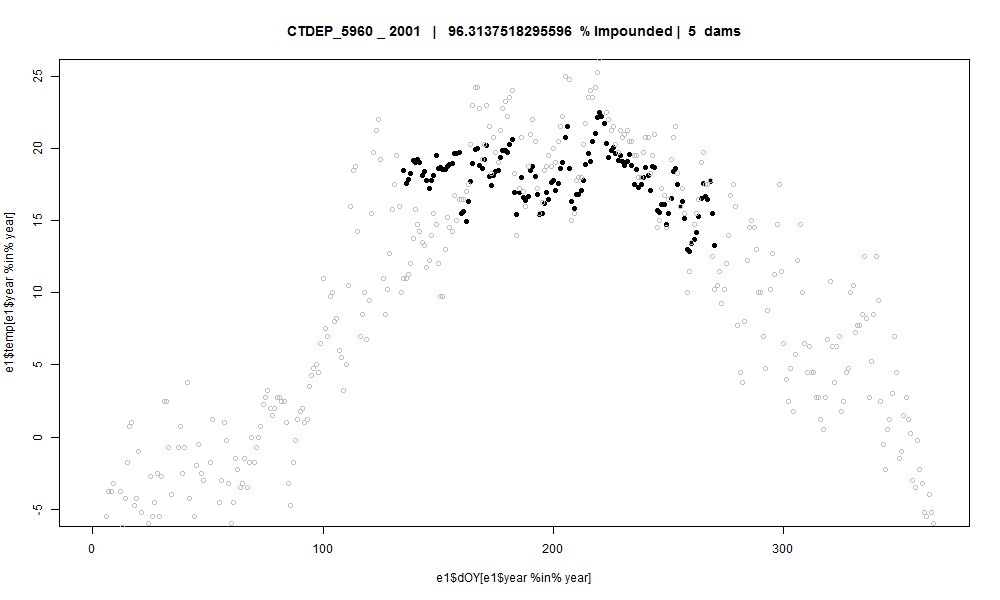 CTDEP_5960 _ 2001 | 96.3137518295596 % Impounded | 5 dams
e1$temp[e1$year %in% year]
25
20
15
10
5
0
-5
0 100 200 300
e1$dOY[e1$year %in% year]